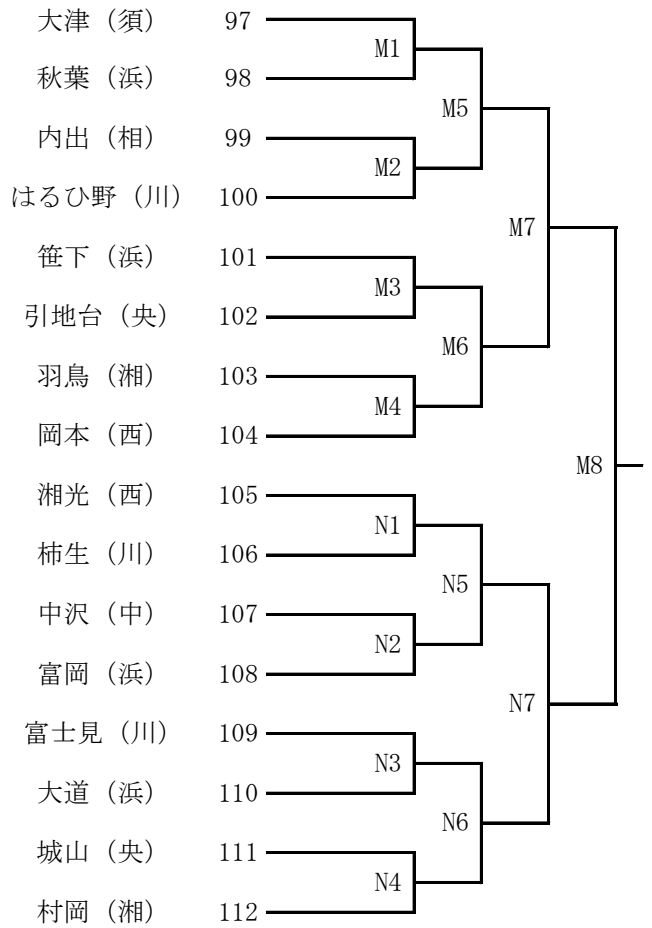 大津（須） 97
M1
秋葉（浜） 98
M5
内出（相） 99
M2
はるひ野（川） 100
M7
笹下（浜） 101
M3
引地台（央） 102
M6
羽鳥（湘） 103
M4
岡本（西） 104
M8
湘光（西） 105
N1
柿生（川） 106
N5
中沢（中） 107
N2
富岡（浜） 108
N7
富士見（川） 109
N3
大道（浜） 110
N6
城山（央） 111
N4
村岡（湘） 112